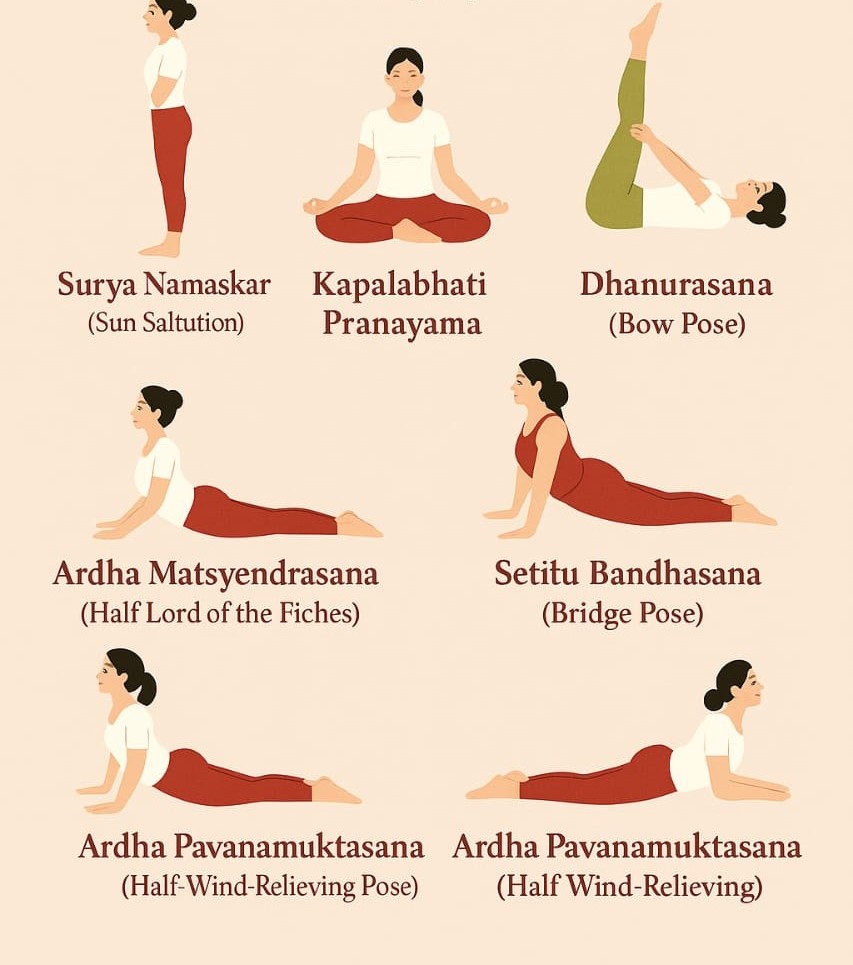 Surya Namaskar
(Sun Saltution)
Kapalabhati
Pranayama
Dhanurasana
(Bow Pose)
Ardha Matsyendrasana
(Half Lord of the Fiches)
Setitu Bandhasana
(Bridge Pose)
Ardha Pavanamuktasana
(Half-Wind-Relieving Pose)
Ardha Pavanamuktasana
(Half Wind-Relieving)